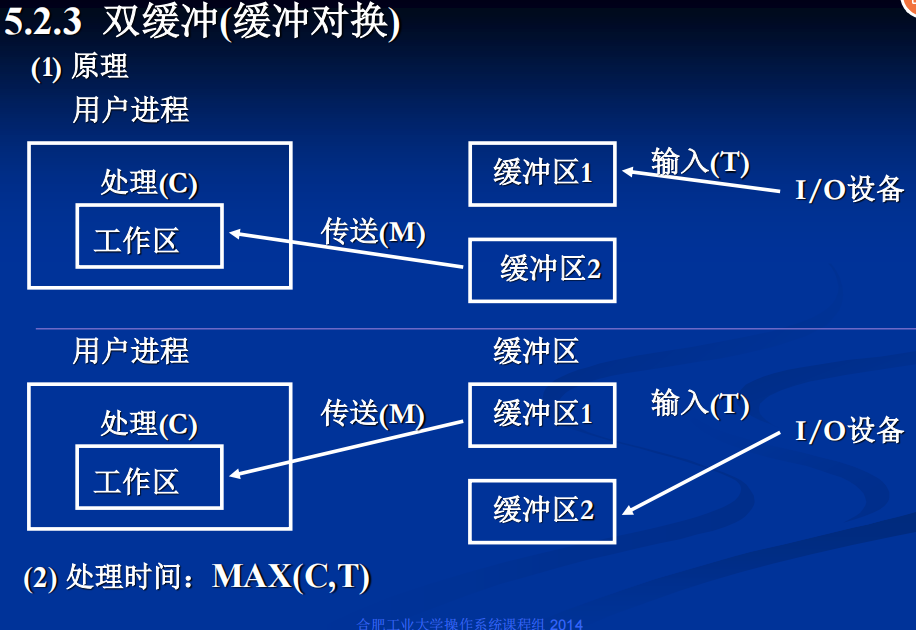 5.2.3 双缓冲(缓冲对换)
(1) 原理
用户进程
处理(C)
工作区
传送(M)
缓冲区1
缓冲区2
输入(T)
I/O设备
用户进程
缓冲区
处理(C)
工作区
传送(M)
缓冲区1
缓冲区2
输入(T)
I/O设备
(2) 处理时间：MAX(C,T)
合肥工业大学操作系统课程组 2014